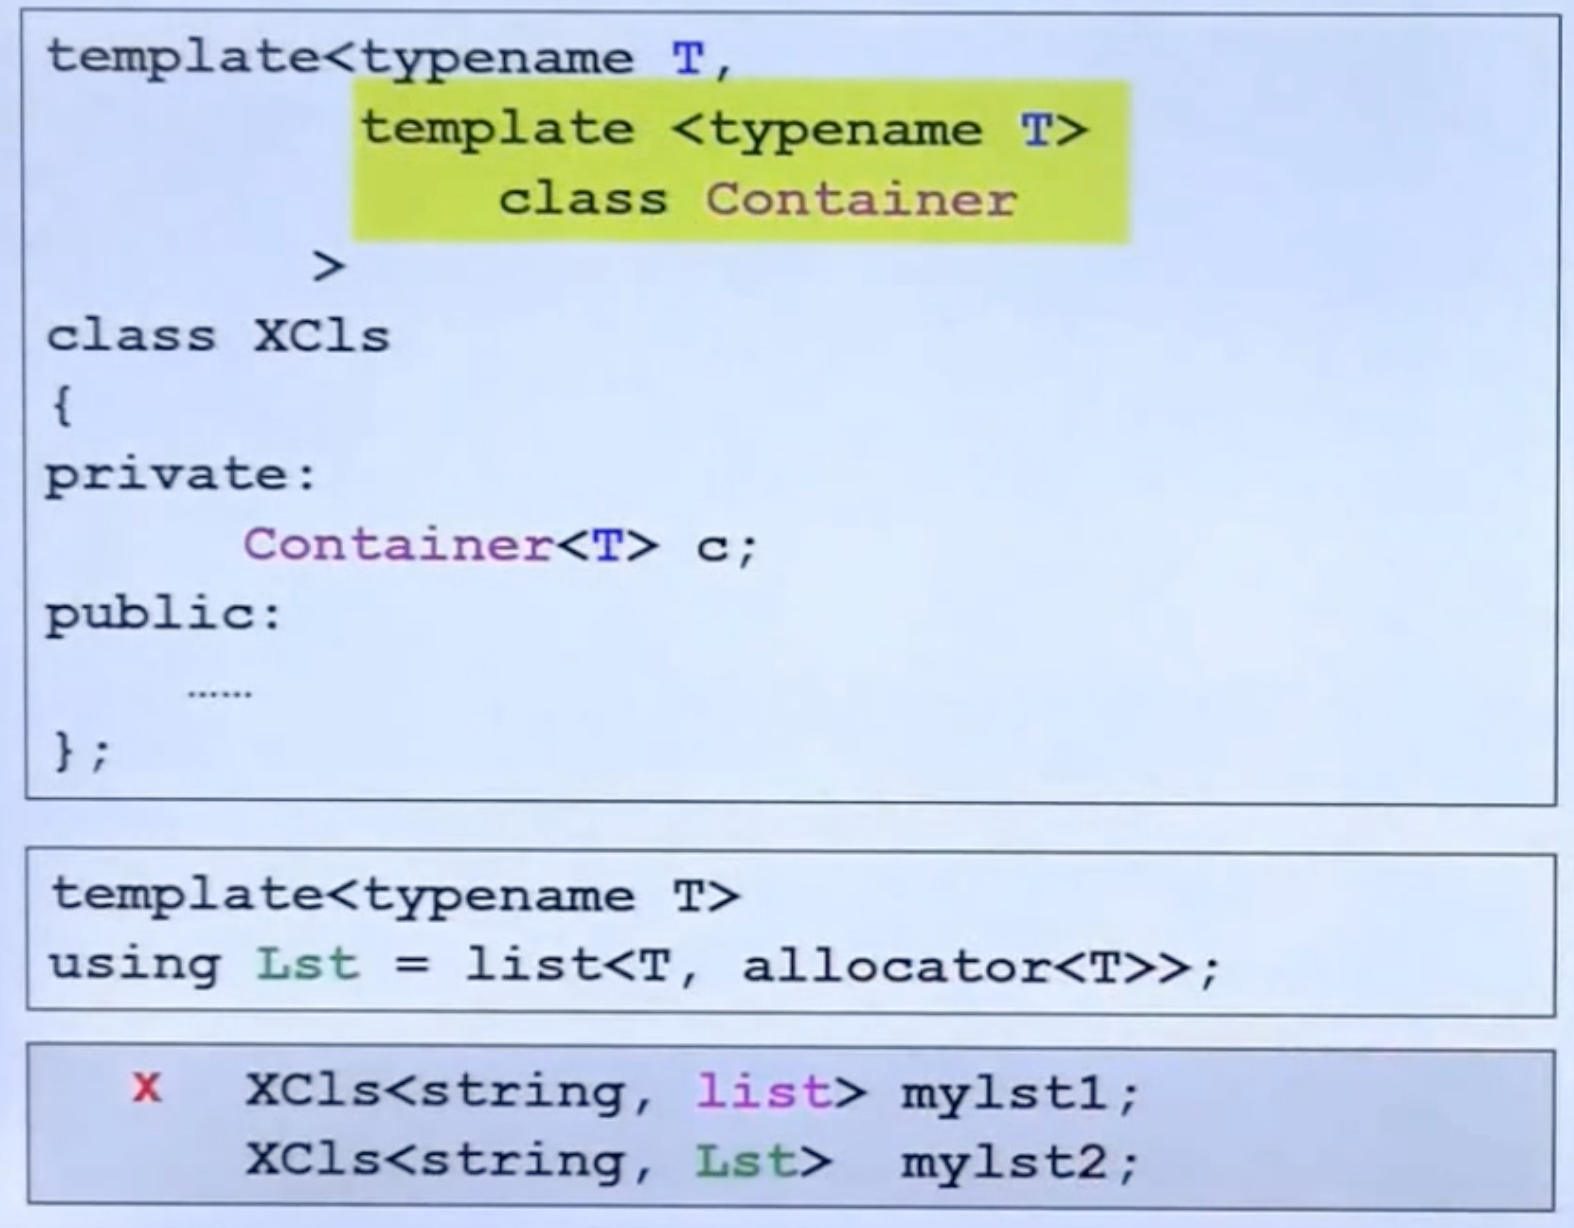 template<typename T,
template <typename T>
class Container
>
class XCls
{
private:
Container<T> c;
public:
......
};
template<typename T>
using Lst = list<T, allocator<T>>;
x XCls<string, list> mylst1;
XCls<string, Lst> mylst2;